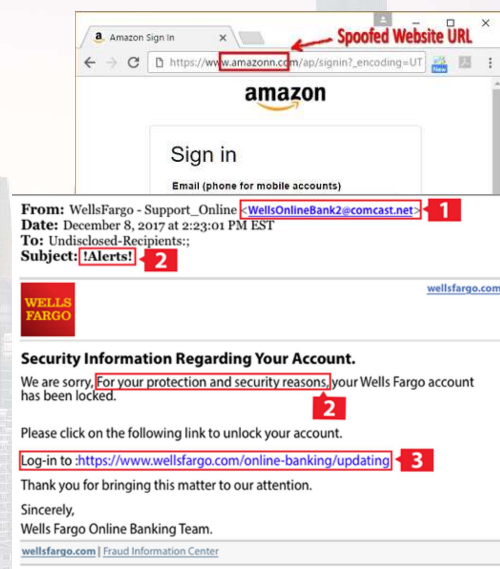 a Amazon Sign In
Spoofed Website URL
https://www.amazonn.com/ap/signin?_encoding=UT
New
amazon
Sign in
Email (phone for mobile accounts)
From: WellsFargo - Support_Online <WellsOnlineBank2@comcast.net> 1
Date: December 8, 2017 at 2:23:01 PM EST
To: Undisclosed-Recipients:;
Subject: !Alerts! 2
WELLS
FARGO
wellsfargo.com
Security Information Regarding Your Account.
We are sorry, For your protection and security reasons, your Wells Fargo account
has been locked.
2
Please click on the following link to unlock your account.
Log-in to :https://www.wellsfargo.com/online-banking/updating 3
Thank you for bringing this matter to our attention.
Sincerely,
Wells Fargo Online Banking Team.
wellsfargo.com | Fraud Information Center